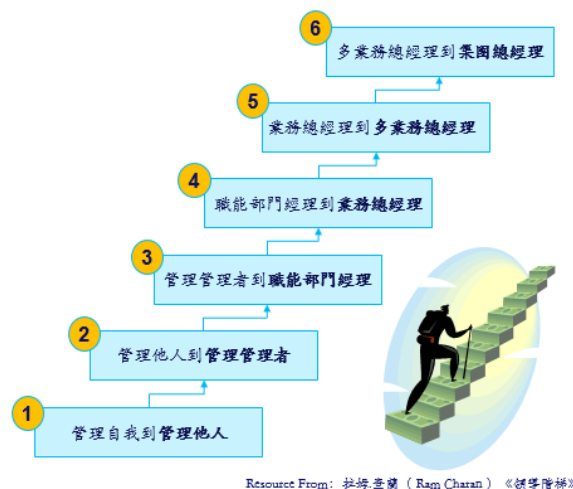 6
多業務總經理到集團總經理
5
業務總經理到多業務總經理
4
職能部門經理到業務總經理
3
管理管理者到職能部門經理
2
管理他人到管理管理者
1
管理自我到管理他人
Resource From: 拉姆.查蘭 ( Ram Charan ) 《領導階梯》